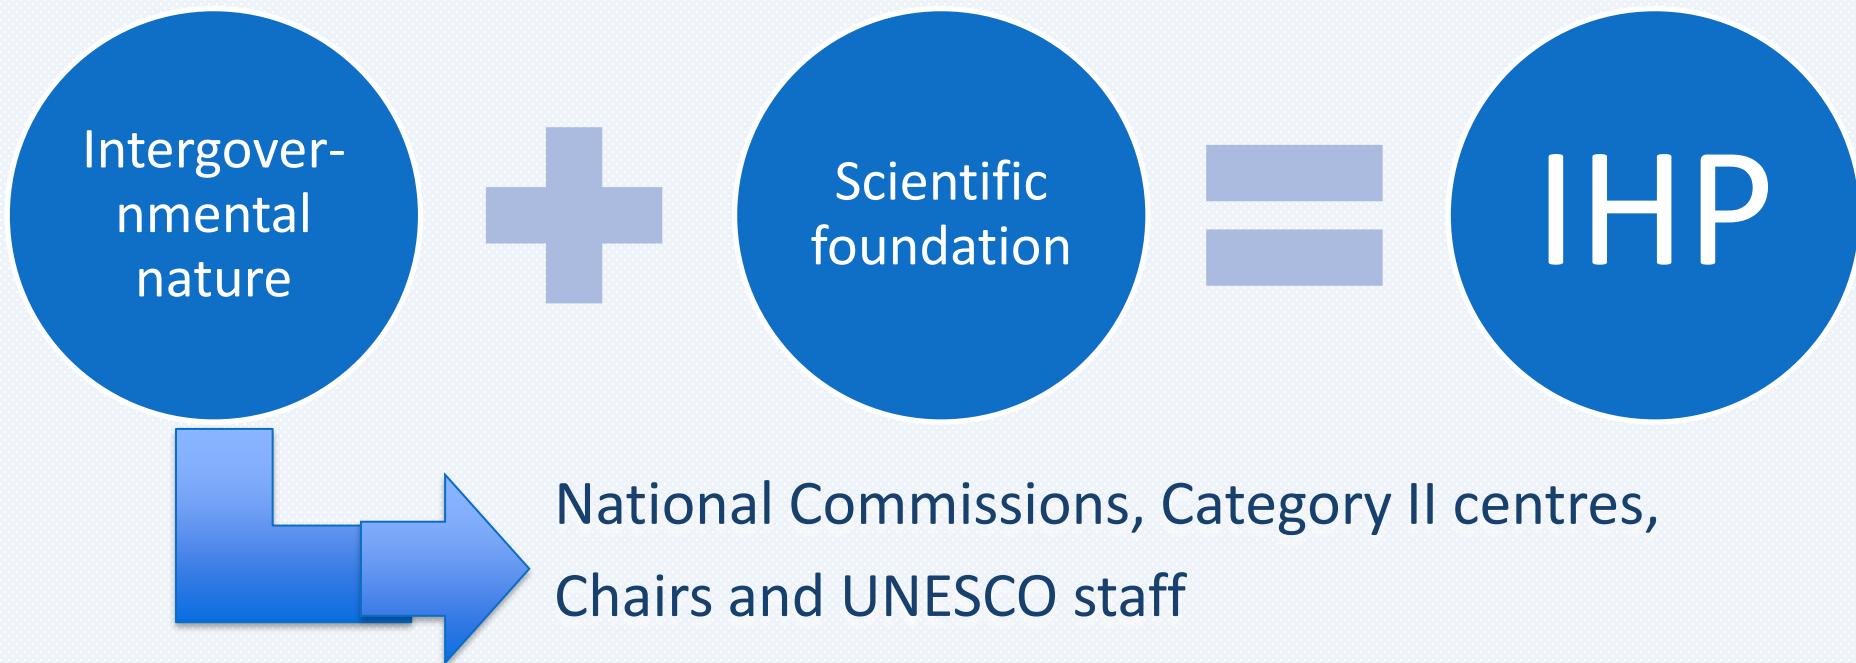 Intergover-
nmental
nature
Scientific
foundation
IHP
National Commissions, Category II centres,
Chairs and UNESCO staff